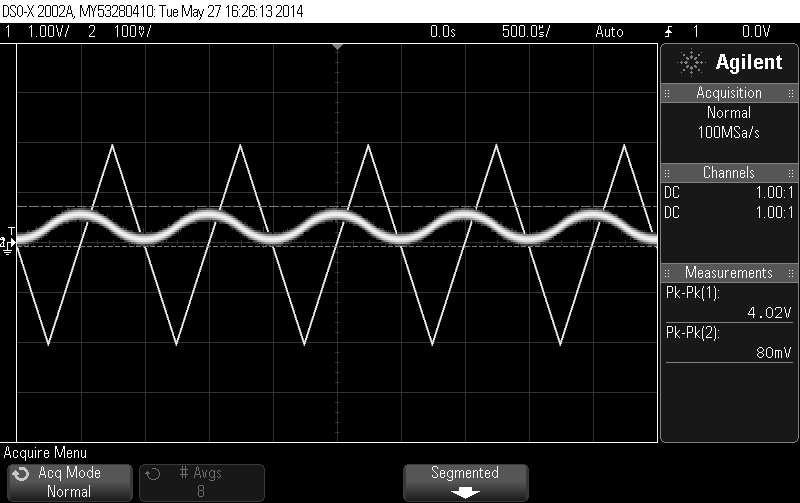 DSO-X 2002A, MY53280410: Tue May 27 16:26:13 2014
1 1.00V/ 2 100mV/ 0.0s 500.0µs/ Auto 1 0.0V
Agilent
Acquisition
Normal
100MSa/s
Channels
DC 1.00:1
DC 1.00:1
Measurements
Pk-Pk(1):
4.02V
Pk-Pk(2):
80mV
T
Acquire Menu
Acq Mode
Normal
# Avgs
8
Segmented